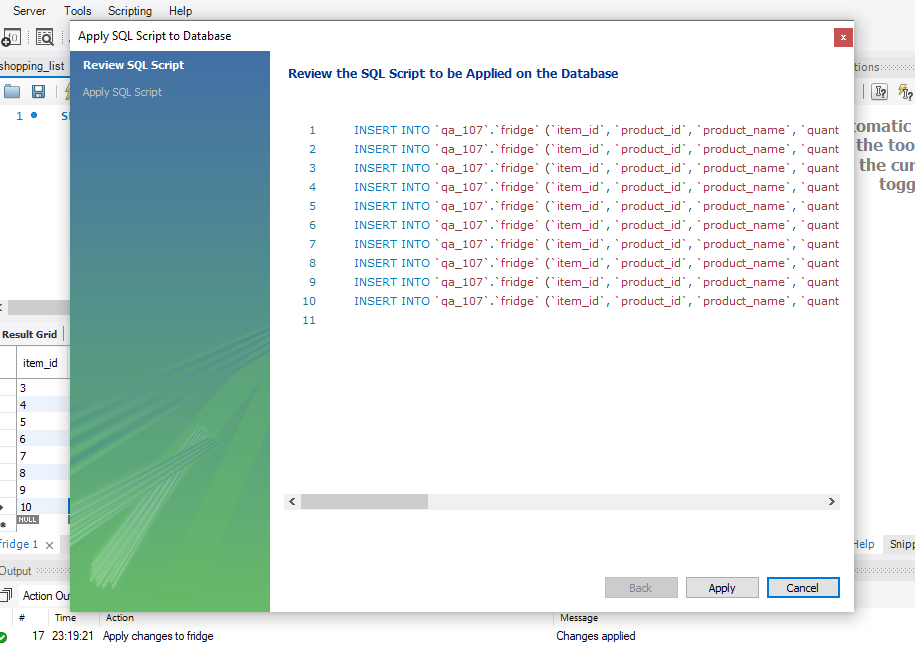 Server Tools Scripting Help
Apply SQL Script to Database
x
shopping_list
Review SQL Script
Apply SQL Script
Review the SQL Script to be Applied on the Database
1 INSERT INTO `qa_107`.`fridge` (`item_id`, `product_id`, `product_name`, `quant
2 INSERT INTO `qa_107`.`fridge` (`item_id`, `product_id`, `product_name`, `quant
3 INSERT INTO `qa_107`.`fridge` (`item_id`, `product_id`, `product_name`, `quant
4 INSERT INTO `qa_107`.`fridge` (`item_id`, `product_id`, `product_name`, `quant
5 INSERT INTO `qa_107`.`fridge` (`item_id`, `product_id`, `product_name`, `quant
6 INSERT INTO `qa_107`.`fridge` (`item_id`, `product_id`, `product_name`, `quant
7 INSERT INTO `qa_107`.`fridge` (`item_id`, `product_id`, `product_name`, `quant
8 INSERT INTO `qa_107`.`fridge` (`item_id`, `product_id`, `product_name`, `quant
9 INSERT INTO `qa_107`.`fridge` (`item_id`, `product_id`, `product_name`, `quant
10 INSERT INTO `qa_107`.`fridge` (`item_id`, `product_id`, `product_name`, `quant
11
tions
omatic
the too
the cur
togg
1
Result Grid
item_id
3
4
5
6
7
8
9
10
NULL
fridge 1
Help Snipp
Back Apply Cancel
Output
Action Ou
# Time Action Message
17 23:19:21 Apply changes to fridge Changes applied